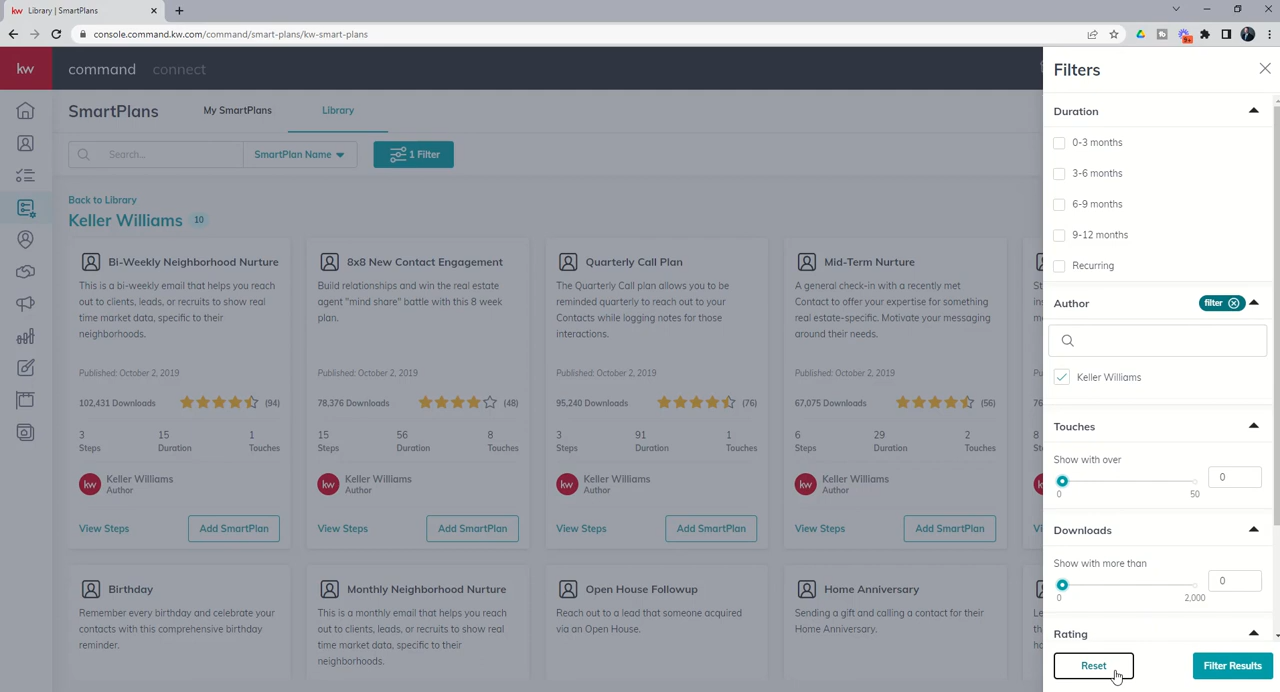 kw Library | SmartPlans
console.command.kw.com/command/smart-plans/kw-smart-plans
9+
kw
command connect
SmartPlans
My SmartPlans
Library
Search...
SmartPlan Name
1 Filter
Back to Library
Keller Williams 10
Bi-Weekly Neighborhood Nurture
This is a bi-weekly email that helps you
reach out to clients, leads, or recruits to show real
time market data, specific to their
neighborhoods.
Published: October 2, 2019
102,431 Downloads
(94)
3 15 1
Steps Duration Touches
kw Keller Williams
Author
View Steps
Add SmartPlan
8x8 New Contact Engagement
Build relationships and win the real estate
agent "mind share" battle with this 8 week
plan.
Published: October 2, 2019
78,376 Downloads
(48)
15 56 8
Steps Duration Touches
kw Keller Williams
Author
View Steps
Add SmartPlan
Quarterly Call Plan
The Quarterly Call plan allows you to be
reminded quarterly to reach out to your
Contacts while logging notes for those
interactions.
Published: October 2, 2019
95,240 Downloads
(76)
3 91 1
Steps Duration Touches
kw Keller Williams
Author
View Steps
Add SmartPlan
Mid-Term Nurture
A general check-in with a recently met
Contact to offer your expertise for something
real estate-specific. Motivate your messaging
around their needs.
Published: October 2, 2019
67,075 Downloads
(56)
6 29 2
Steps Duration Touches
kw Keller Williams
Author
View Steps
Add SmartPlan
Birthday
Remember every birthday and celebrate your
contacts with this comprehensive birthday
reminder.
Monthly Neighborhood Nurture
This is a monthly email that helps you reach
out to clients, leads, or recruits to show real
time market data, specific to their
neighborhoods.
Open House Followup
Reach out to a lead that someone acquired
via an Open House.
Home Anniversary
Sending a gift and calling a contact for their
Home Anniversary.
Filters
Duration
0-3 months
3-6 months
6-9 months
9-12 months
Recurring
Author
filter
Keller Williams
Touches
Show with over
0
0 50
Downloads
Show with more than
0
0 2,000
Rating
Reset
Filter Results